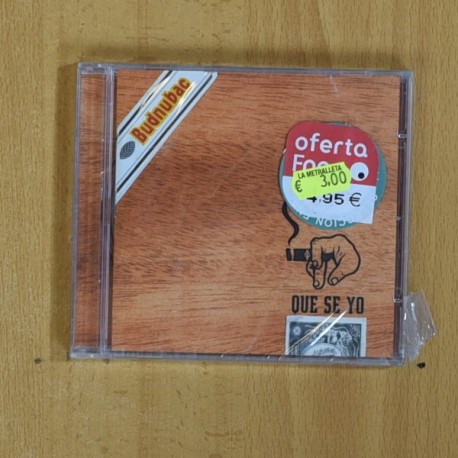 Budnubac
oferta
LA METRALLETA
€ 3,00
4,95 €
QUE SE YO